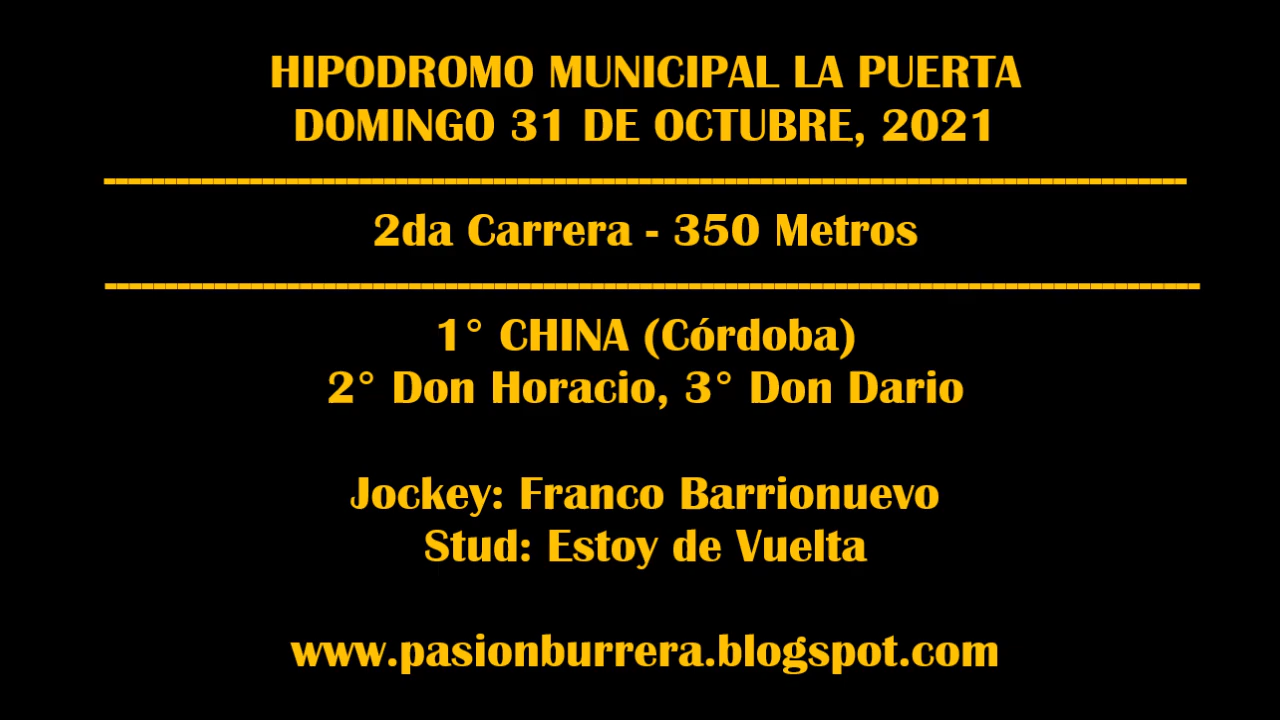 HIPODROMO MUNICIPAL LA PUERTA
DOMINGO 31 DE OCTUBRE, 2021
2da Carrera - 350 Metros
1° CHINA (Córdoba)
2° Don Horacio, 3° Don Dario
Jockey: Franco Barrionuevo
Stud: Estoy de Vuelta
www.pasionburrera.blogspot.com